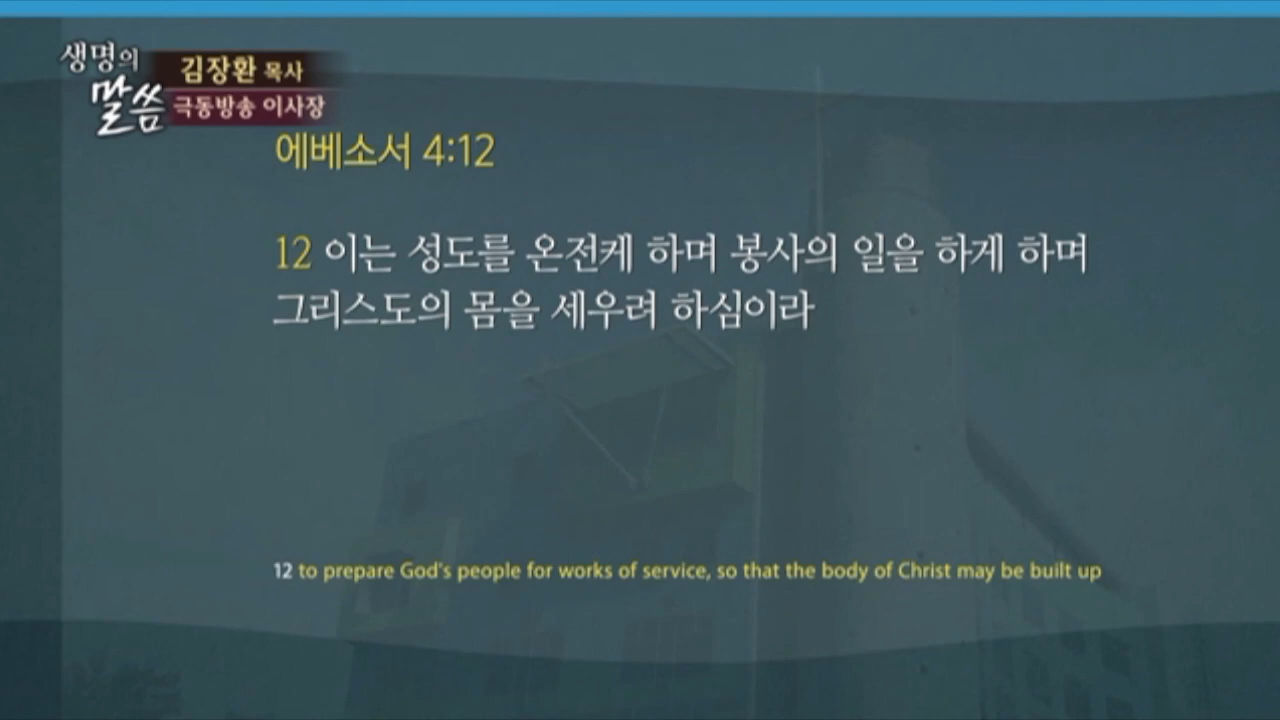 생명의
말씀
김장환 목사
극동방송 이사장
에베소서 4:12
12 이는 성도를 온전케 하며 봉사의 일을 하게 하며
그리스도의 몸을 세우려 하심이라
12 to prepare God's people for works of service, so that the body of Christ may be built up